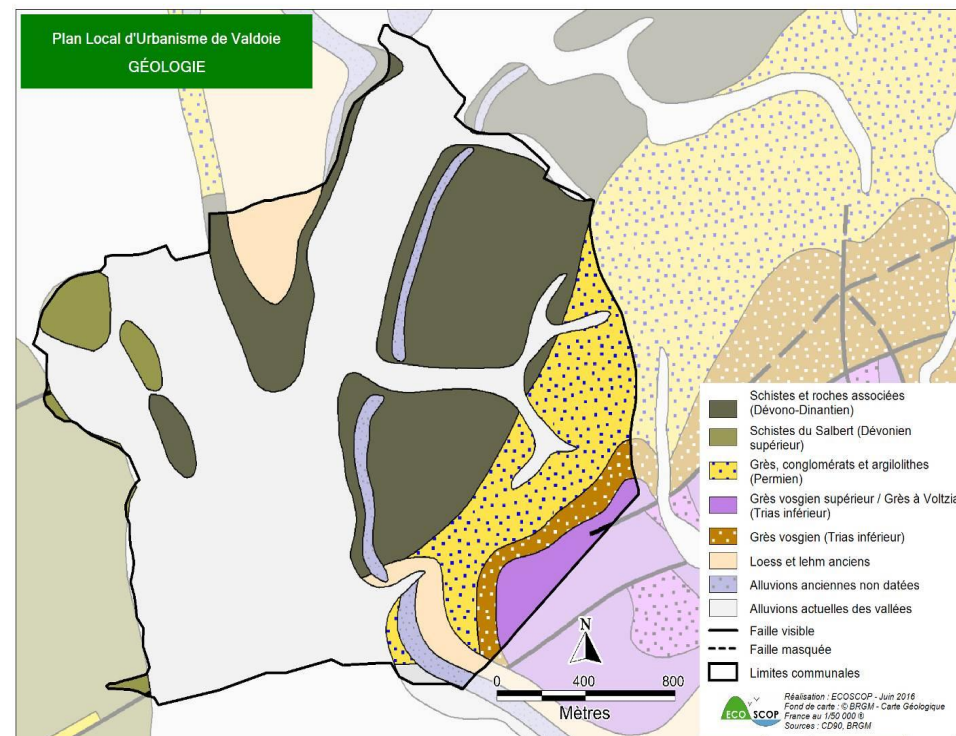 Plan Local d'Urbanisme de Valdoie
GÉOLOGIE
Schistes et roches associées
(Dévono-Dinantien)
Schistes du Salbert (Dévonien
supérieur)
Grès, conglomérats et argilolithes
(Permien)
Grès vosgien supérieur / Grès à Voltzia
(Trias inférieur)
Grès vosgien (Trias inférieur)
Loess et lehm anciens
Alluvions anciennes non datées
Alluvions actuelles des vallées
Faille visible
Faille masquée
Limites communales
N
0 400 800
Mètres
ECO SCOP
Réalisation : ECOSCOP - Juin 2016
Fond de carte : © BRGM - Carte Géologique
France au 1/50 000 ®
Sources : CD90, BRGM